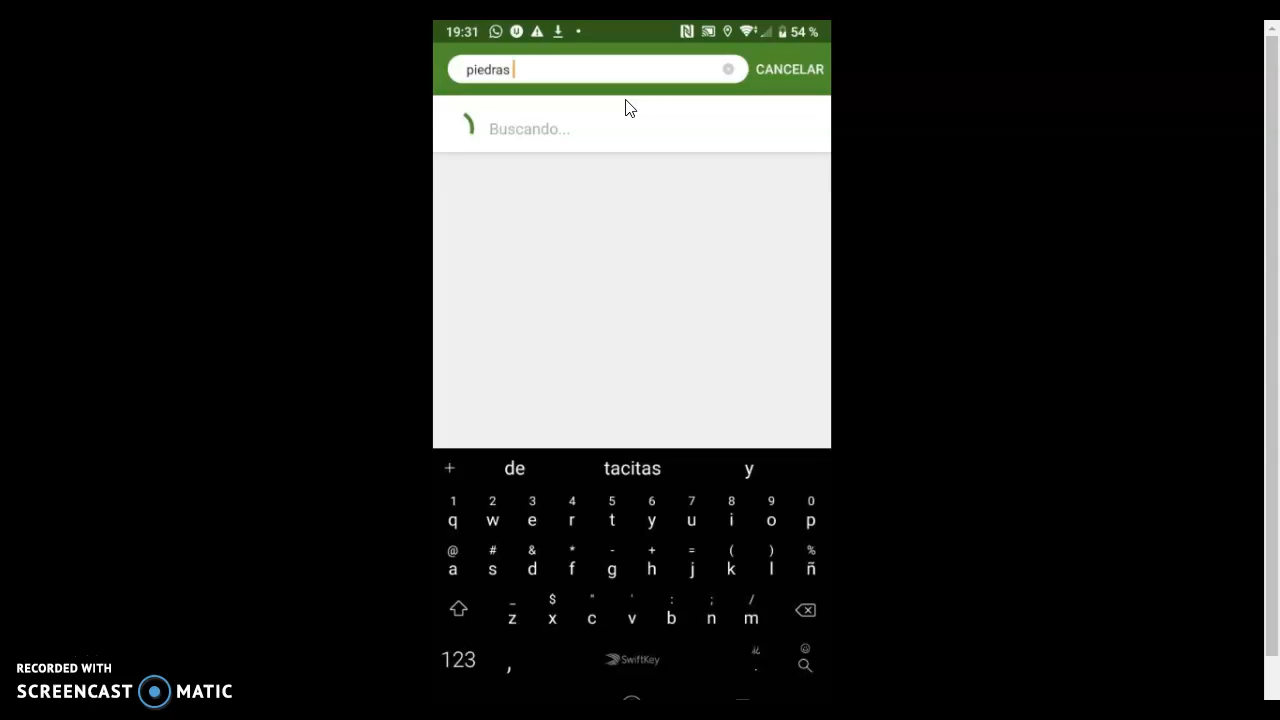 19:31 54 %
piedras CANCELAR
Buscando...
+ de tacitas y
1 2 3 4 5 6 7 8 9 0
q w e r t y u i o p
@ # & * - + = ( ) %
a s d f g h j k l ñ
_ $ " ' : ; /
z x c v b n m
123 , SwiftKey .
RECORDED WITH
SCREENCAST MATIC